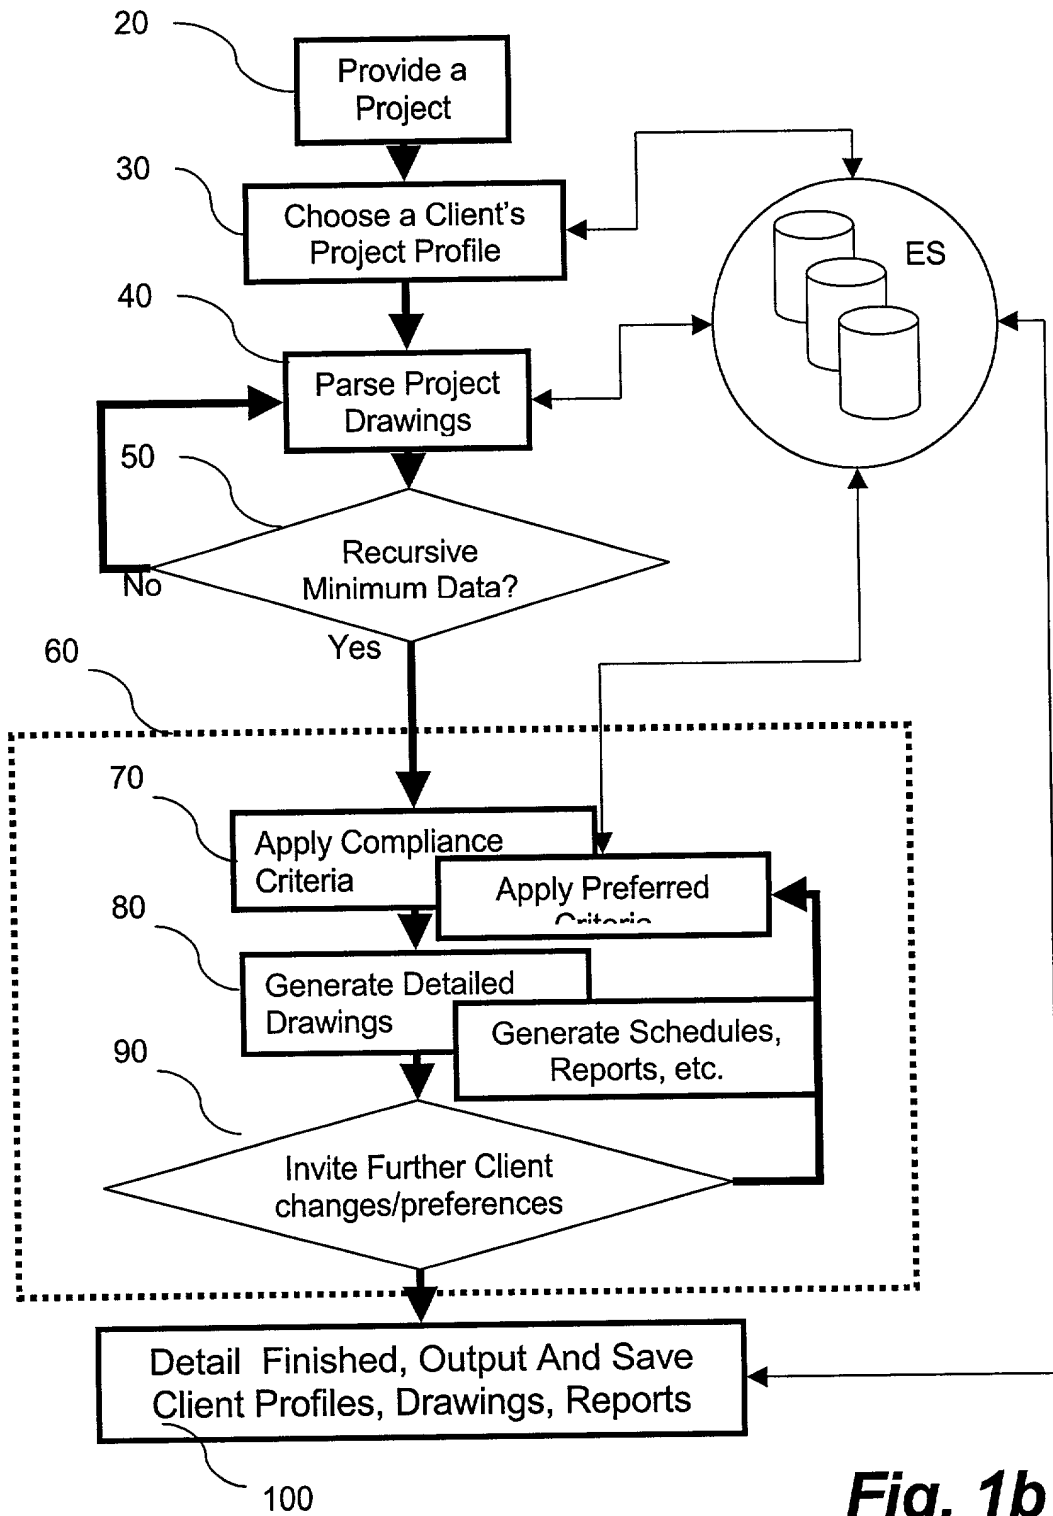 20
Provide a
Project
30
Choose a Client's
Project Profile
ES
40
Parse Project
Drawings
50
Recursive
Minimum Data?
No
Yes
60
70
Apply Compliance
Criteria
Apply Preferred
Criteria
80
Generate Detailed
Drawings
Generate Schedules,
Reports, etc.
90
Invite Further Client
changes/preferences
Detail Finished, Output And Save
Client Profiles, Drawings, Reports
100
Fig. 1b